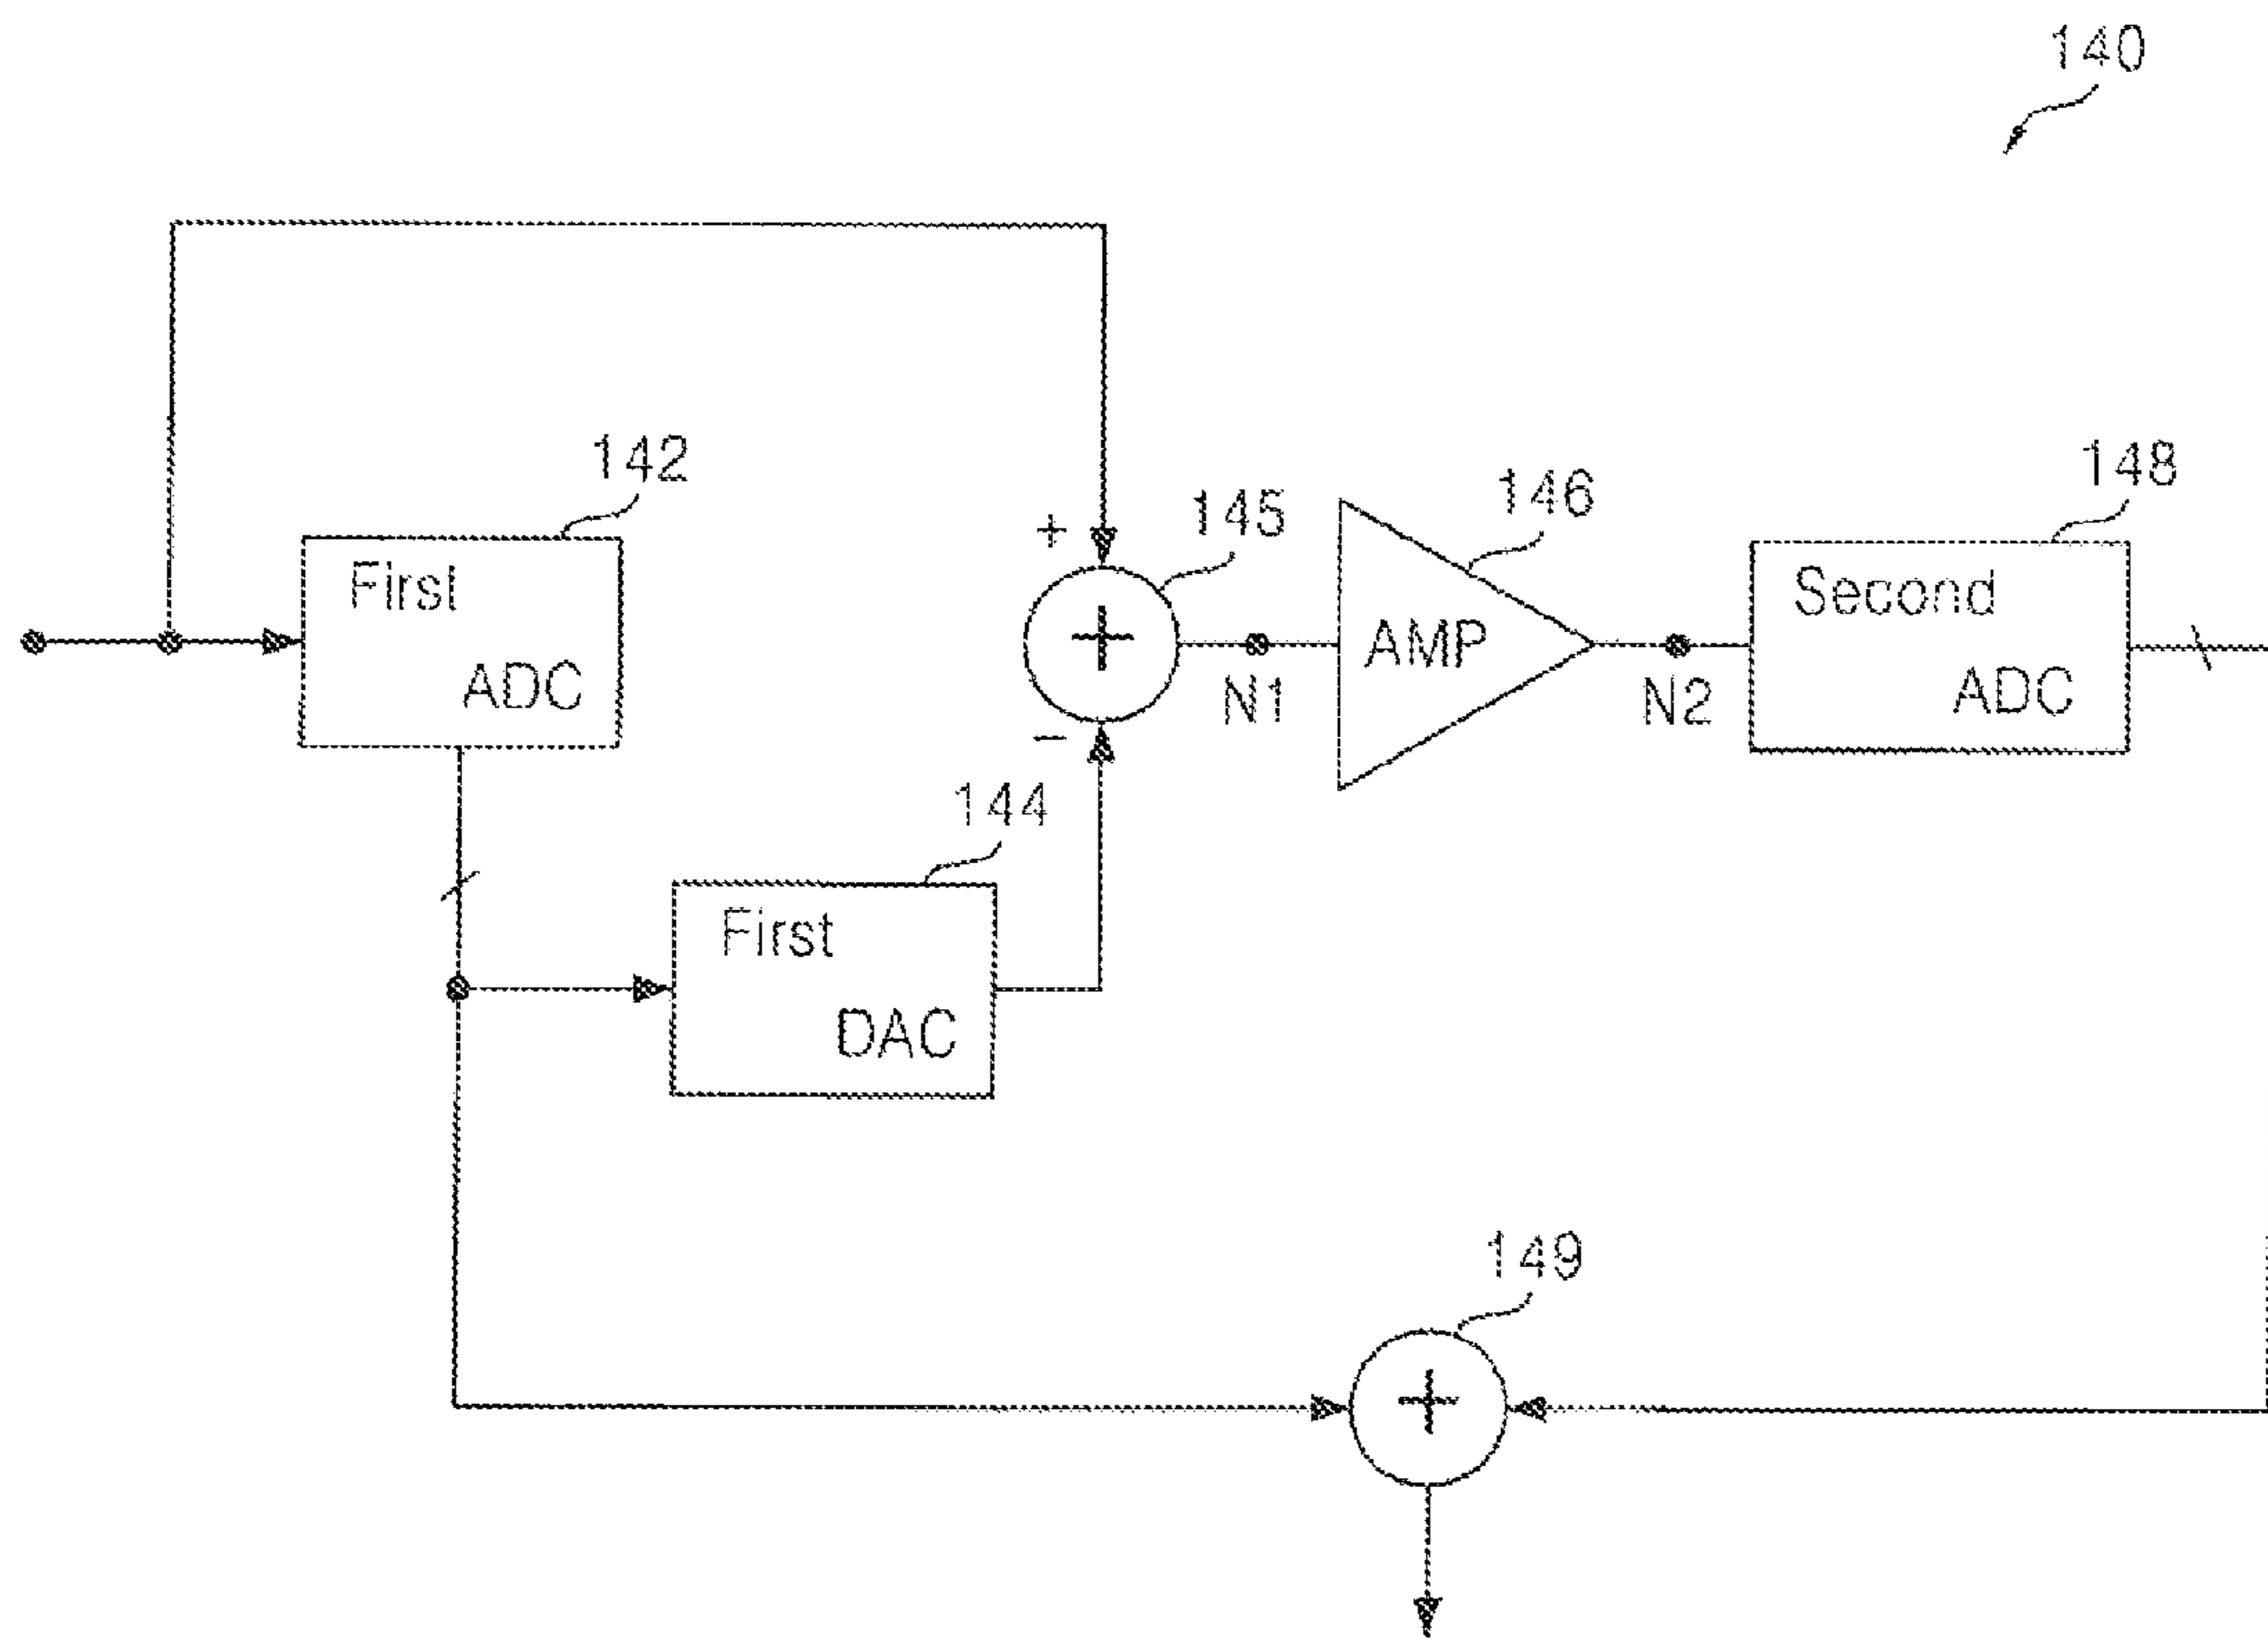 140
142
First
ADC
+
145
+
N1
−
146
AMP
N2
148
Second
ADC
144
First
DAC
149
+